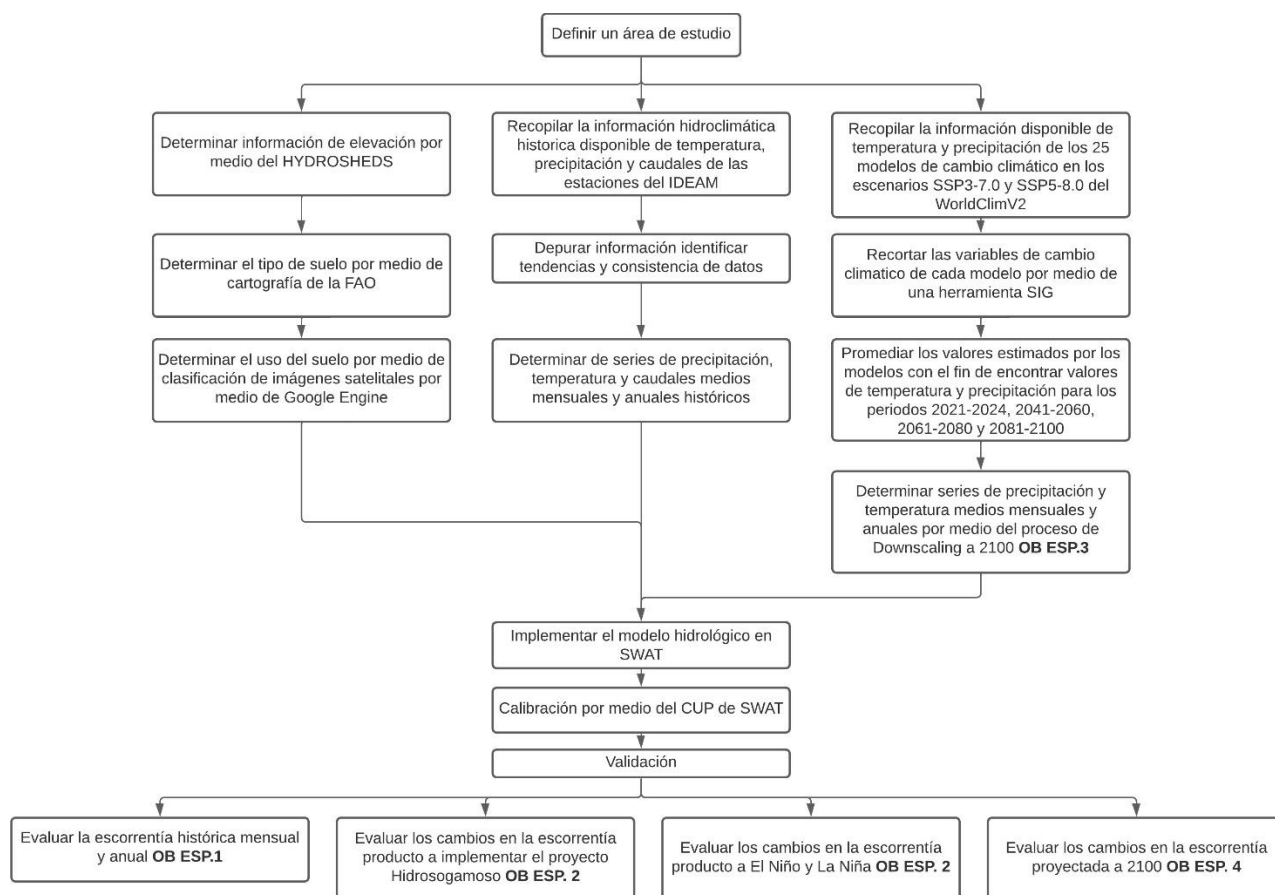 Definir un área de estudio
Determinar información de elevación por
medio del HYDROSHEDS
Recopilar la información hidroclimática
historica disponible de temperatura,
precipitación y caudales de las
estaciones del IDEAM
Recopilar la información disponible de
temperatura y precipitación de los 25
modelos de cambio climático en los
escenarios SSP3-7.0 y SSP5-8.0 del
WorldClimV2
Determinar el tipo de suelo por medio de
cartografía de la FAO
Depurar información identificar
tendencias y consistencia de datos
Recortar las variables de cambio
climatico de cada modelo por medio de
una herramienta SIG
Determinar el uso del suelo por medio de
clasificación de imágenes satelitales por
medio de Google Engine
Determinar de series de precipitación,
temperatura y caudales medios
mensuales y anuales históricos
Promediar los valores estimados por los
modelos con el fin de encontrar valores
de temperatura y precipitación para los
periodos 2021-2024, 2041-2060,
2061-2080 y 2081-2100
Determinar series de precipitación y
temperatura medios mensuales y
anuales por medio del proceso de
Downscaling a 2100 OB ESP.3
Implementar el modelo hidrológico en
SWAT
Calibración por medio del CUP de SWAT
Validación
Evaluar la escorrentía histórica mensual
y anual OB ESP.1
Evaluar los cambios en la escorrentía
producto a implementar el proyecto
Hidrosogamoso OB ESP. 2
Evaluar los cambios en la escorrentía
producto a El Niño y La Niña OB ESP. 2
Evaluar los cambios en la escorrentía
proyectada a 2100 OB ESP. 4